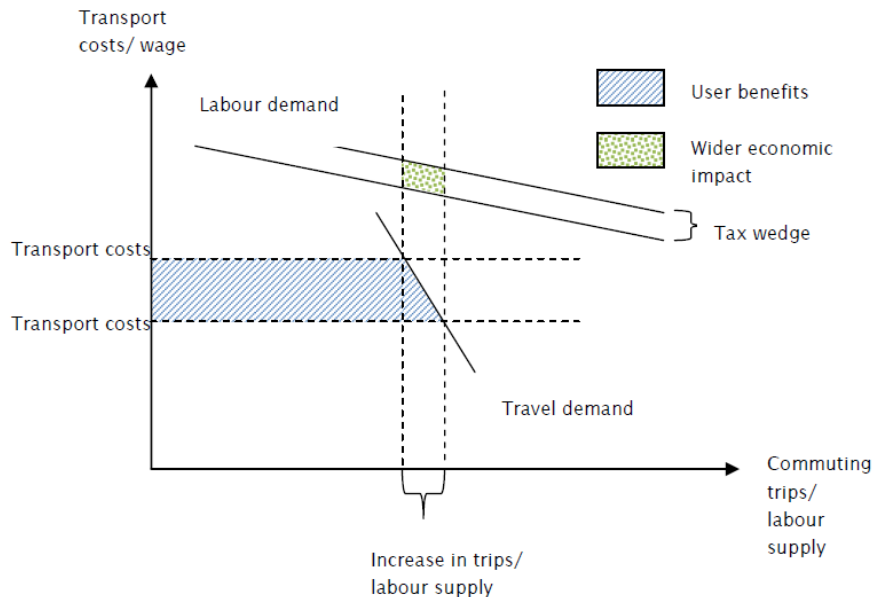 Transport
costs/ wage
Labour demand
User benefits
Wider economic
impact
Tax wedge
Transport costs
Transport costs
Travel demand
Commuting
trips/
labour
supply
Increase in trips/
labour supply